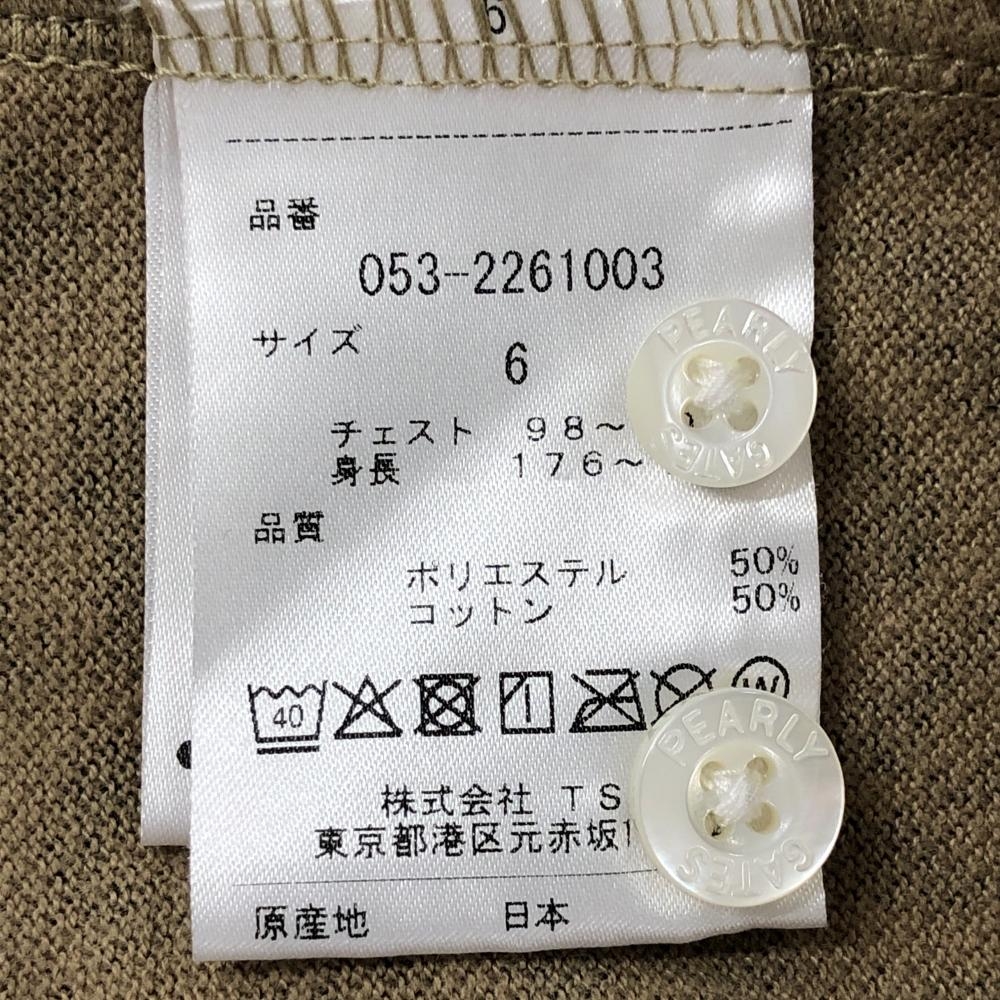 6
品番
053-2261003
サイズ
6
チェスト 98~
身長 176~
PEARLY
GATES
品質
ポリエステル 50%
コットン 50%
40
W
PEARLY
GATES
株式会社 TS
東京都港区元赤坂1
原産地 日本